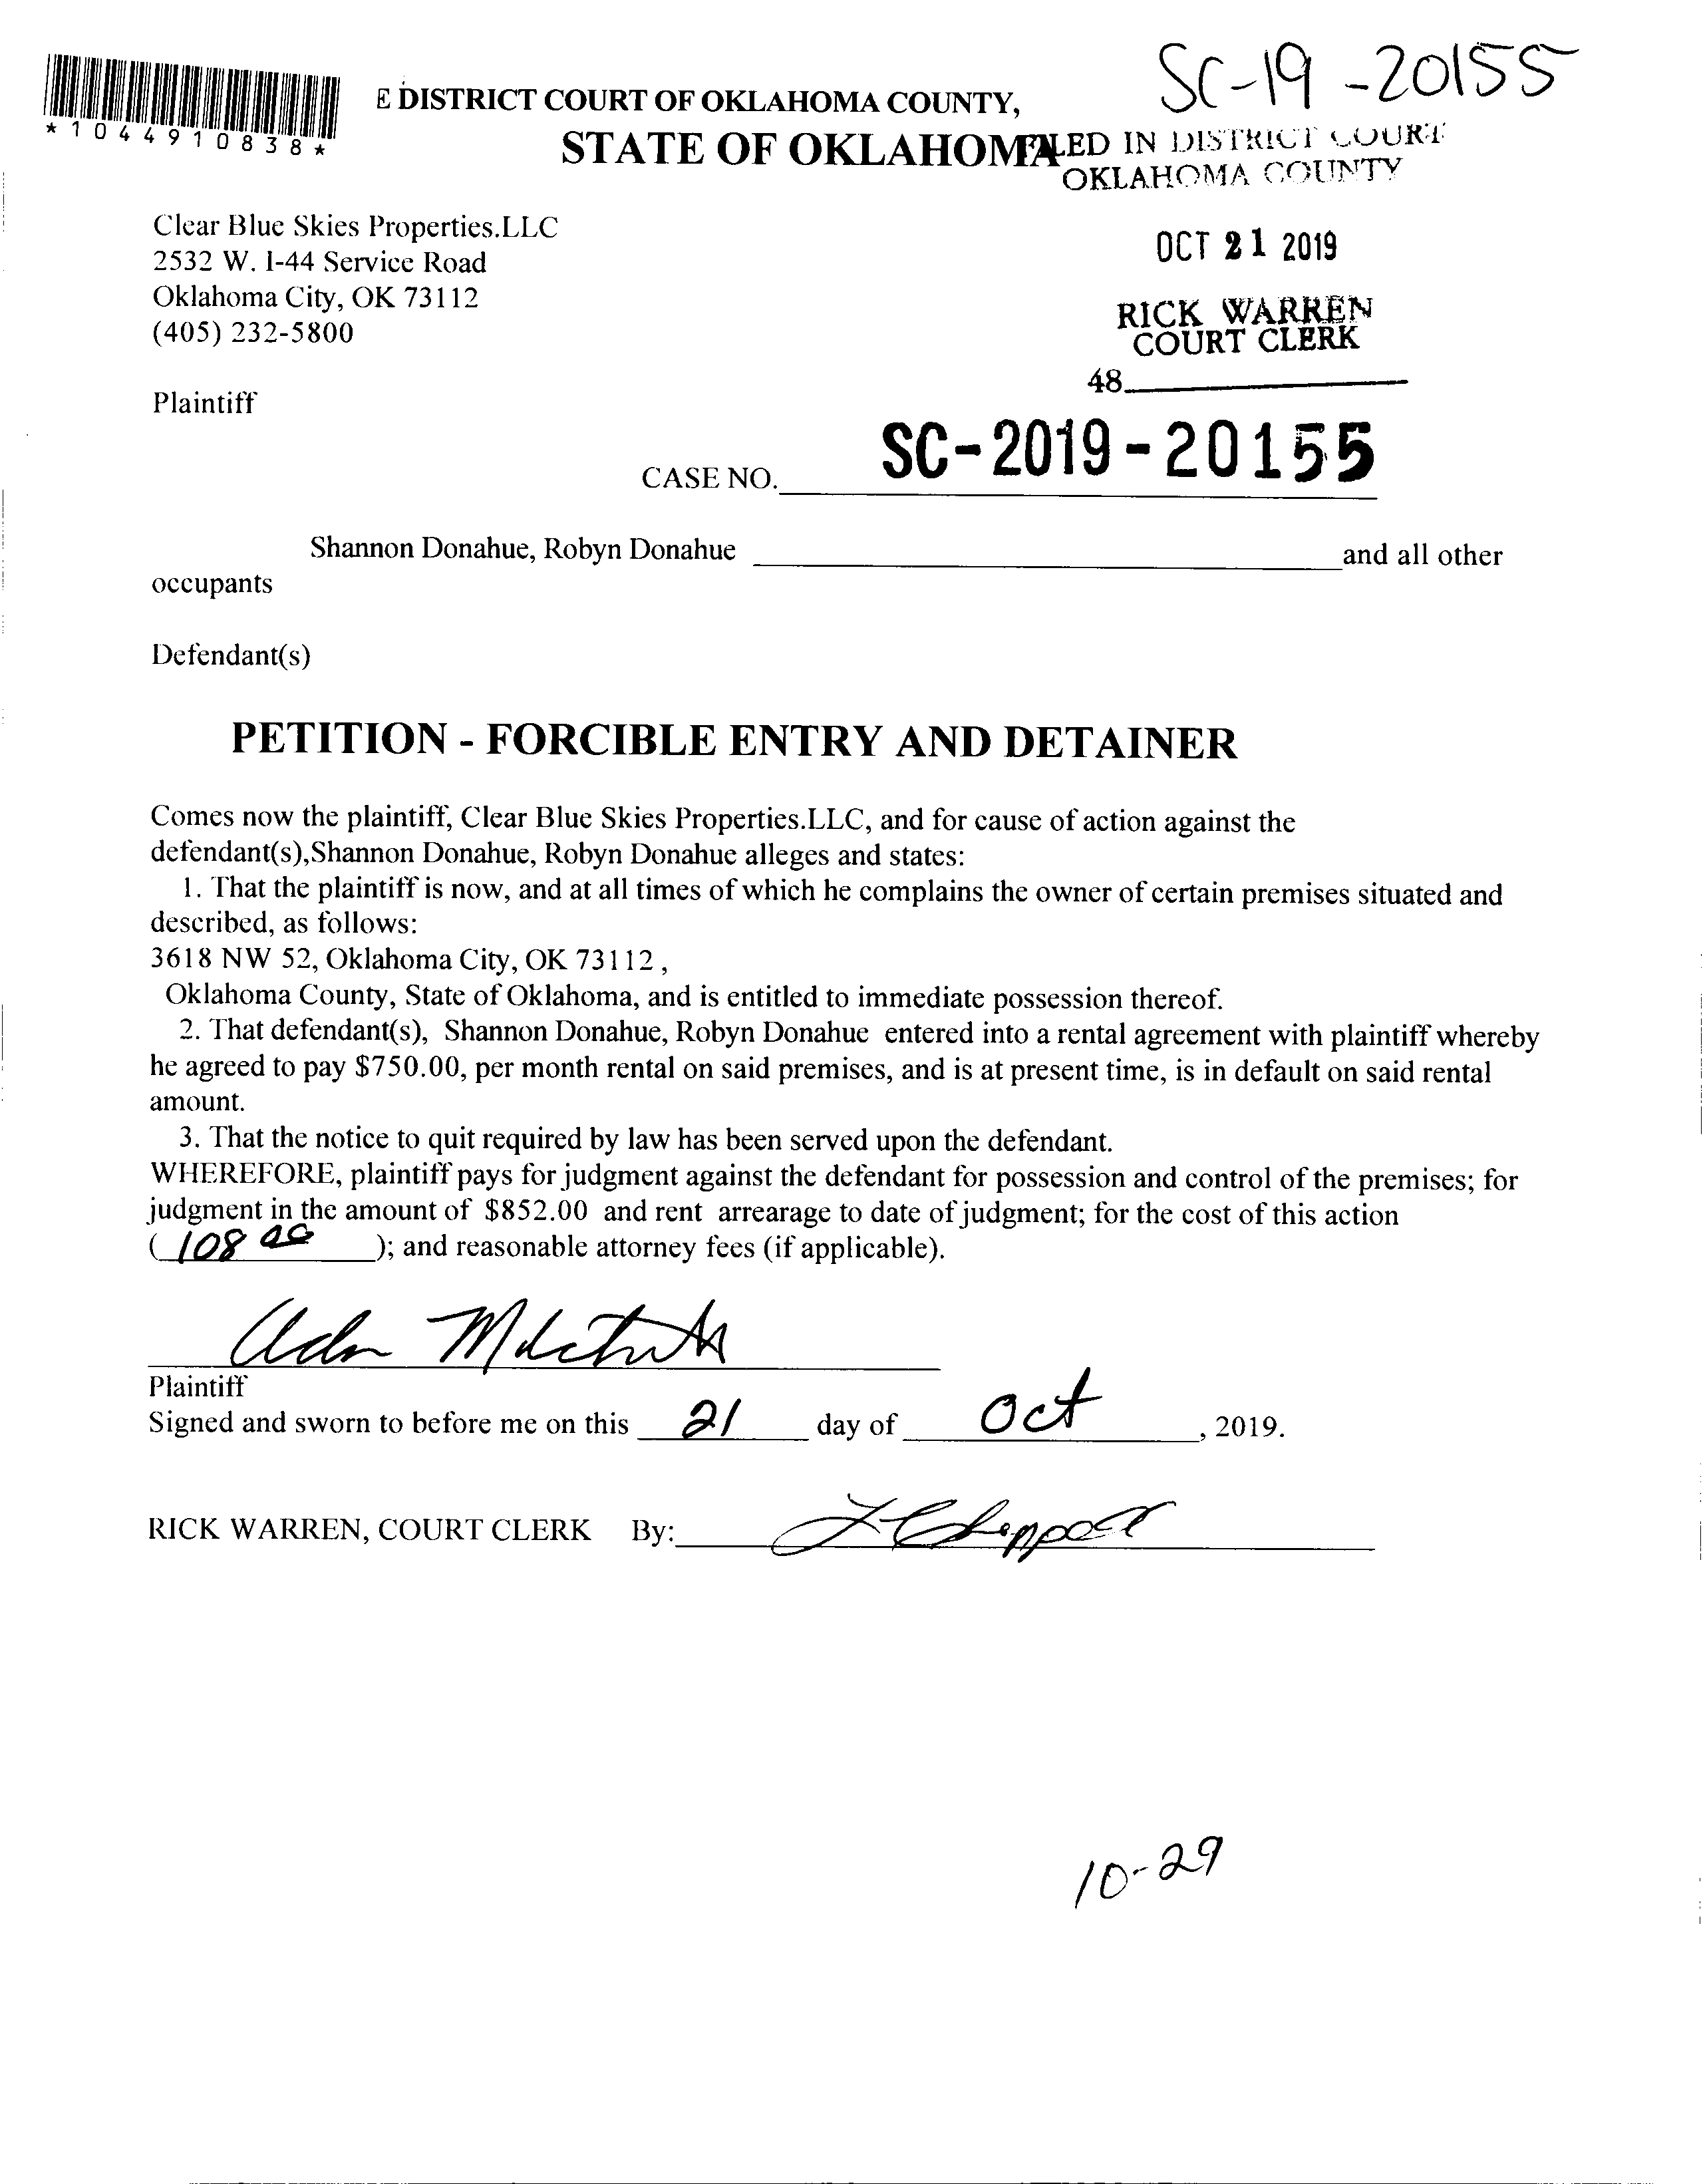 SC-19-20155
E DISTRICT COURT OF OKLAHOMA COUNTY,
*1044910838*
STATE OF OKLAHOMA
FILED IN DISTRICT COURT
OKLAHOMA COUNTY
Clear Blue Skies Properties.LLC
2532 W. I-44 Service Road
Oklahoma City, OK 73112
(405) 232-5800
OCT 21 2019
RICK WARREN
COURT CLERK
48
Plaintiff
CASE NO. SC-2019-20155
Shannon Donahue, Robyn Donahue and all other
occupants
Defendant(s)
PETITION - FORCIBLE ENTRY AND DETAINER
Comes now the plaintiff, Clear Blue Skies Properties.LLC, and for cause of action against the
defendant(s),Shannon Donahue, Robyn Donahue alleges and states:
1. That the plaintiff is now, and at all times of which he complains the owner of certain premises situated and
described, as follows:
3618 NW 52, Oklahoma City, OK 73112 ,
Oklahoma County, State of Oklahoma, and is entitled to immediate possession thereof.
2. That defendant(s), Shannon Donahue, Robyn Donahue entered into a rental agreement with plaintiff whereby
he agreed to pay $750.00, per month rental on said premises, and is at present time, is in default on said rental
amount.
3. That the notice to quit required by law has been served upon the defendant.
WHEREFORE, plaintiff pays for judgment against the defendant for possession and control of the premises; for
judgment in the amount of $852.00 and rent arrearage to date of judgment; for the cost of this action
( 108 ); and reasonable attorney fees (if applicable).
Plaintiff
Signed and sworn to before me on this 21 day of Oct , 2019.
RICK WARREN, COURT CLERK By:
10-29